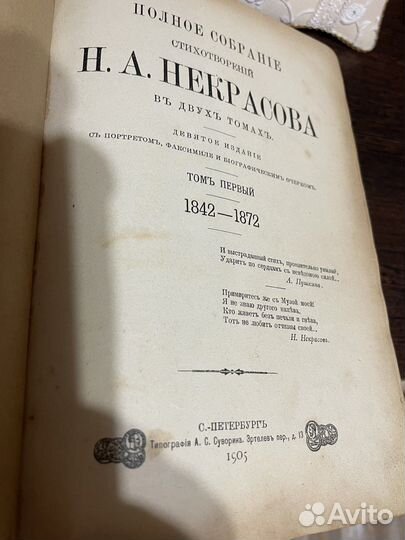 ПОЛНОЕ СОБРАНІЕ
СТИХОТВОРЕНІЙ
Н. А. НЕКРАСОВА
ВЪ ДВУХЪ ТОМАХЪ.
ДЕВЯТОЕ ИЗДАНІЕ
СЪ ПОРТРЕТОМЪ, ФАКСИМИЛЕ И БІОГРАФИЧЕСКИМЪ ОЧЕРКОМЪ.
ТОМЪ ПЕРВЫЙ
1842—1872
И выстраданный стихъ, пронзительно унылый,
Ударитъ по сердцамъ съ невѣдомою силой...
А. Пушкинъ.
Примиритесь же съ Музой моей!
Я не знаю другого напѣва,
Кто живетъ безъ печали и гнѣва,
Тотъ не любитъ отчизны своей...
Н. Некрасовъ.
С.-ПЕТЕРБУРГЪ
Типографія А. С. Суворина. Эртелевъ пер., д. 13
1905
Avito